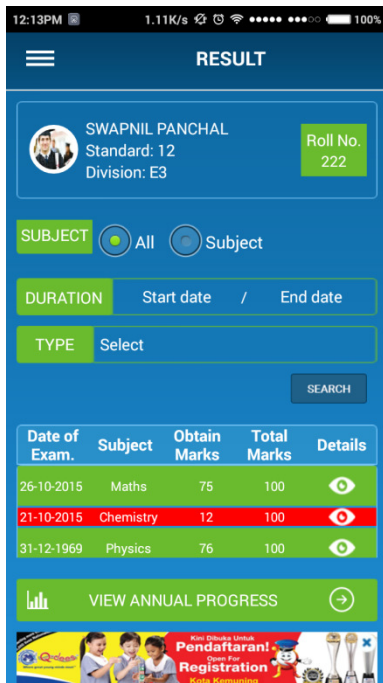 12:13PM 1.11K/s 100%
RESULT
SWAPNIL PANCHAL
Standard: 12
Division: E3
Roll No.
222
SUBJECT All Subject
DURATION Start date / End date
TYPE Select
SEARCH
Date of Exam. Subject Obtain Marks Total Marks Details
26-10-2015 Maths 75 100
21-10-2015 Chemistry 12 100
31-12-1969 Physics 76 100
VIEW ANNUAL PROGRESS
Kini Dibuka Untuk
Pendaftaran!
Open For
Registration
Kota Kemuning